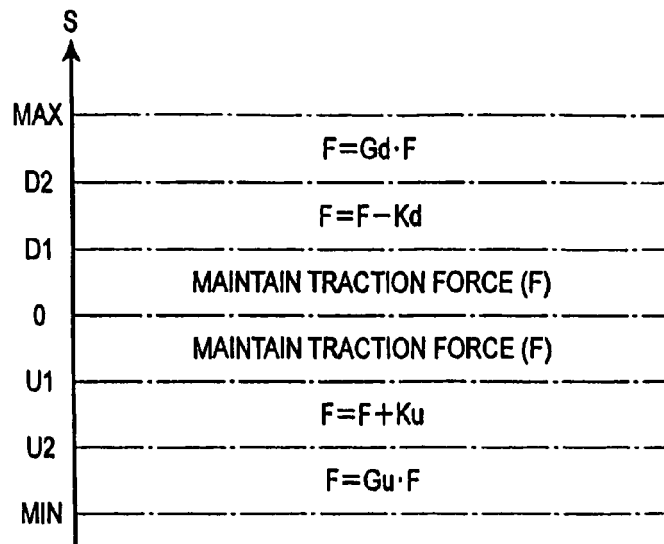 S
MAX
F=Gd·F
D2
F=F−Kd
D1
MAINTAIN TRACTION FORCE (F)
0
MAINTAIN TRACTION FORCE (F)
U1
F=F+Ku
U2
F=Gu·F
MIN